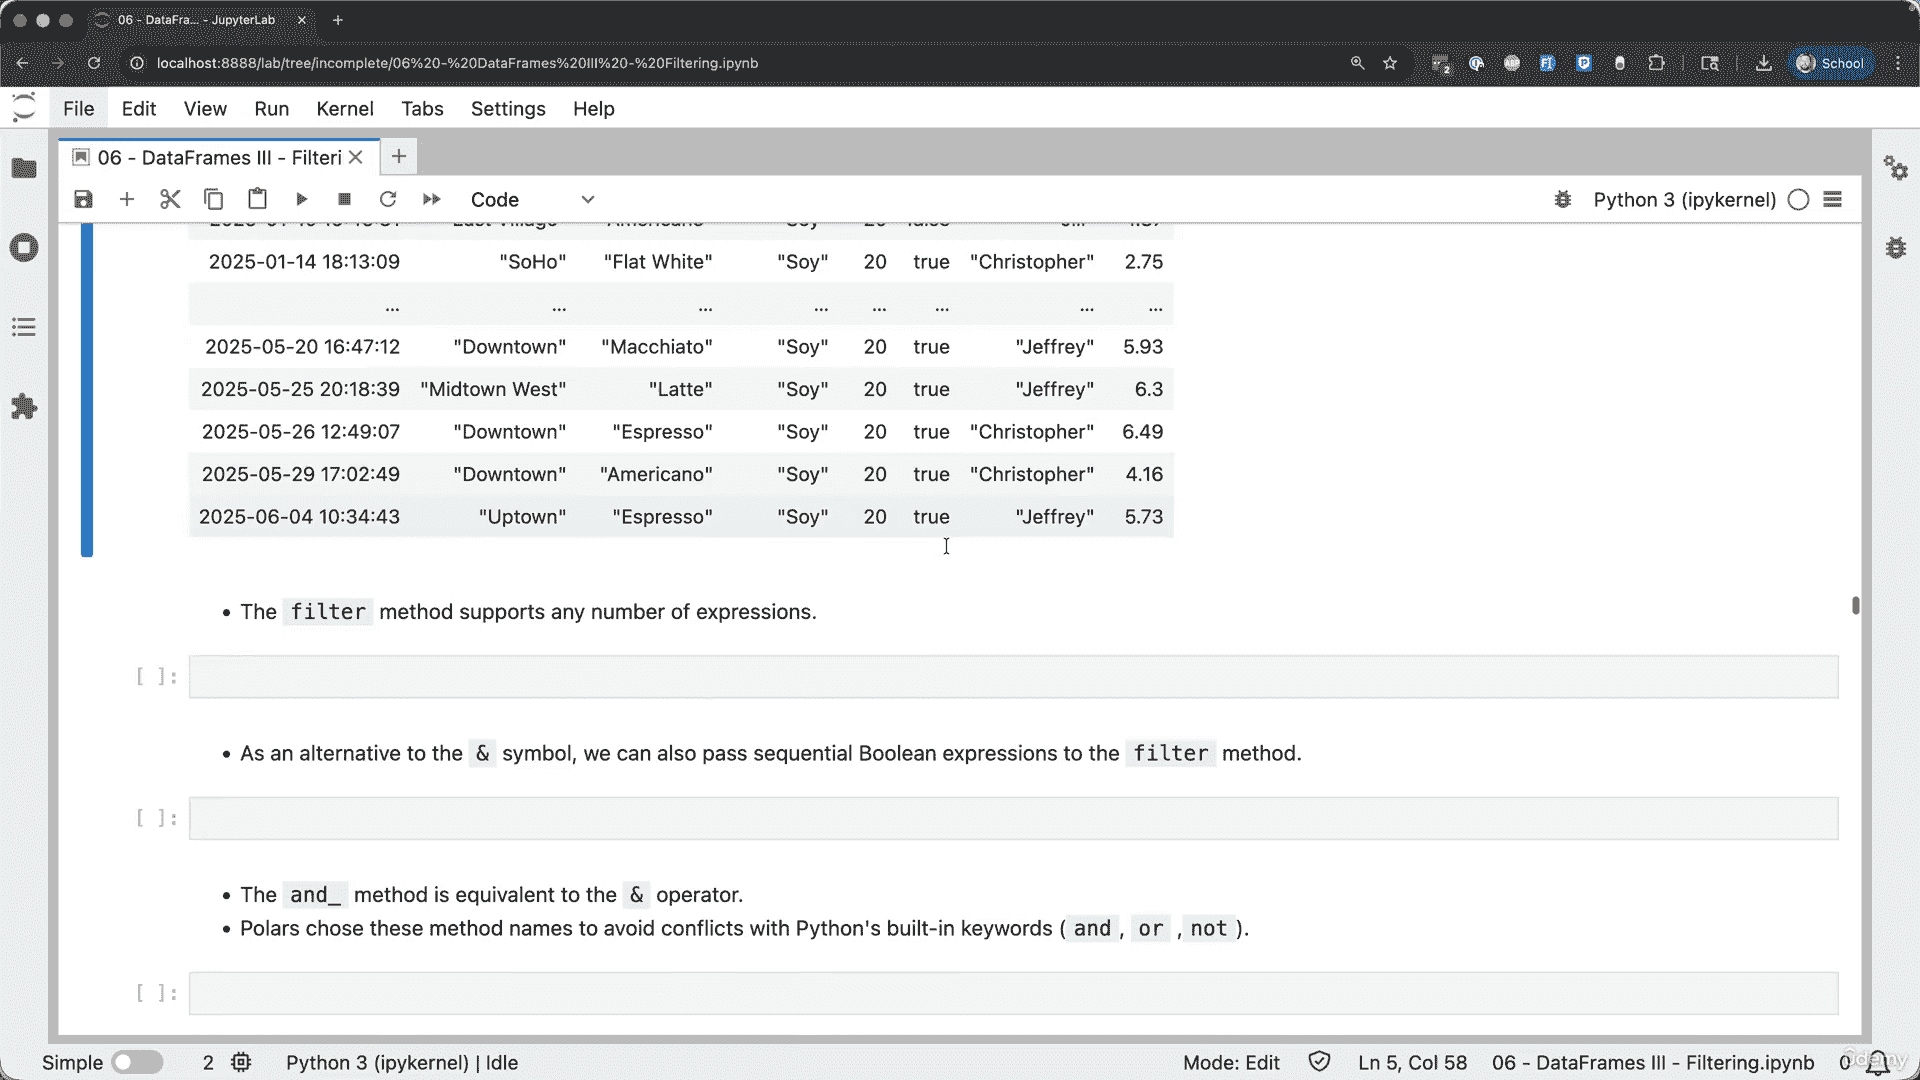 06 - DataFra... - JupyterLab
localhost:8888/lab/tree/incomplete/06%20-%20DataFrames%20III%20-%20Filtering.ipynb
2
School
File Edit View Run Kernel Tabs Settings Help
06 - DataFrames III - Filteri
Code
Python 3 (ipykernel)
2025-01-14 18:13:09 "SoHo" "Flat White" "Soy" 20 true "Christopher" 2.75
… … … … … … … …
2025-05-20 16:47:12 "Downtown" "Macchiato" "Soy" 20 true "Jeffrey" 5.93
2025-05-25 20:18:39 "Midtown West" "Latte" "Soy" 20 true "Jeffrey" 6.3
2025-05-26 12:49:07 "Downtown" "Espresso" "Soy" 20 true "Christopher" 6.49
2025-05-29 17:02:49 "Downtown" "Americano" "Soy" 20 true "Christopher" 4.16
2025-06-04 10:34:43 "Uptown" "Espresso" "Soy" 20 true "Jeffrey" 5.73
• The filter method supports any number of expressions.
[ ]:
• As an alternative to the & symbol, we can also pass sequential Boolean expressions to the filter method.
[ ]:
• The and_ method is equivalent to the & operator.
• Polars chose these method names to avoid conflicts with Python's built-in keywords ( and , or , not ).
[ ]:
Simple 2 Python 3 (ipykernel) | Idle Mode: Edit Ln 5, Col 58 06 - DataFrames III - Filtering.ipynb 0
udemy